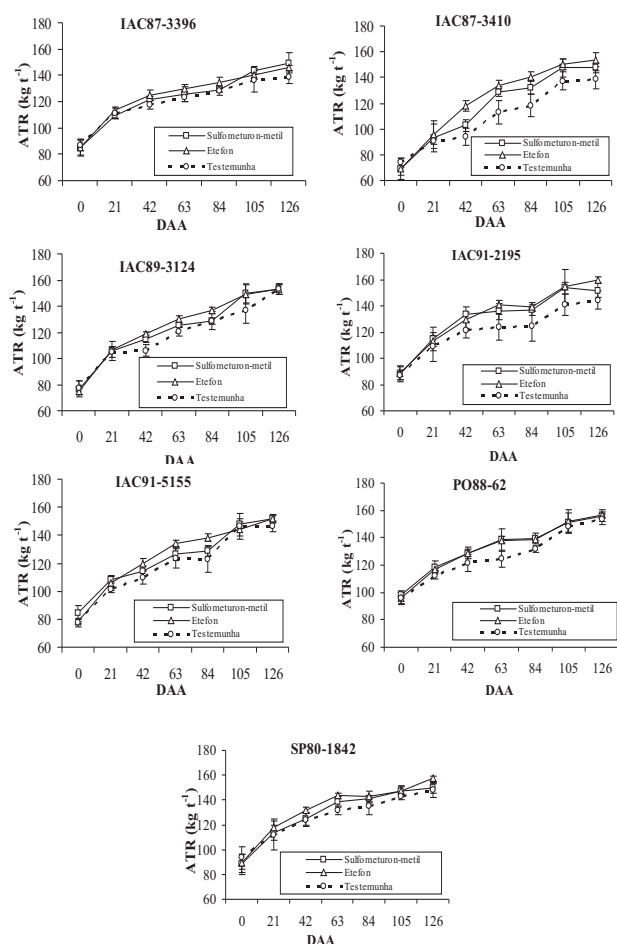 IAC87-3396
180
160
140
120
100
80
60
ATR (kg t-1)
Sulfometuron-metil
Etefon
Testemunha
0 21 42 63 84 105 126
DAA
IAC87-3410
180
160
140
120
100
80
60
ATR (kg t-1)
Sulfometuron-metil
Etefon
Testemunha
0 21 42 63 84 105 126
DAA
IAC89-3124
180
160
140
120
100
80
60
ATR (kg t-1)
Sulfometuron-metil
Etefon
Testemunha
0 21 42 63 84 105 126
DAA
IAC91-2195
180
160
140
120
100
80
60
ATR (kg t-1)
Sulfometuron-metil
Etefon
Testemunha
0 21 42 63 84 105 126
DAA
IAC91-5155
180
160
140
120
100
80
60
ATR (kg t-1)
Sulfometuron-metil
Etefon
Testemunha
0 21 42 63 84 105 126
DAA
PO88-62
180
160
140
120
100
80
60
ATR (kg t-1)
Sulfometuron-metil
Etefon
Testemunha
0 21 42 63 84 105 126
DAA
SP80-1842
180
160
140
120
100
80
60
ATR (kg t-1)
Sulfometuron-metil
Etefon
Testemunha
0 21 42 63 84 105 126
DAA